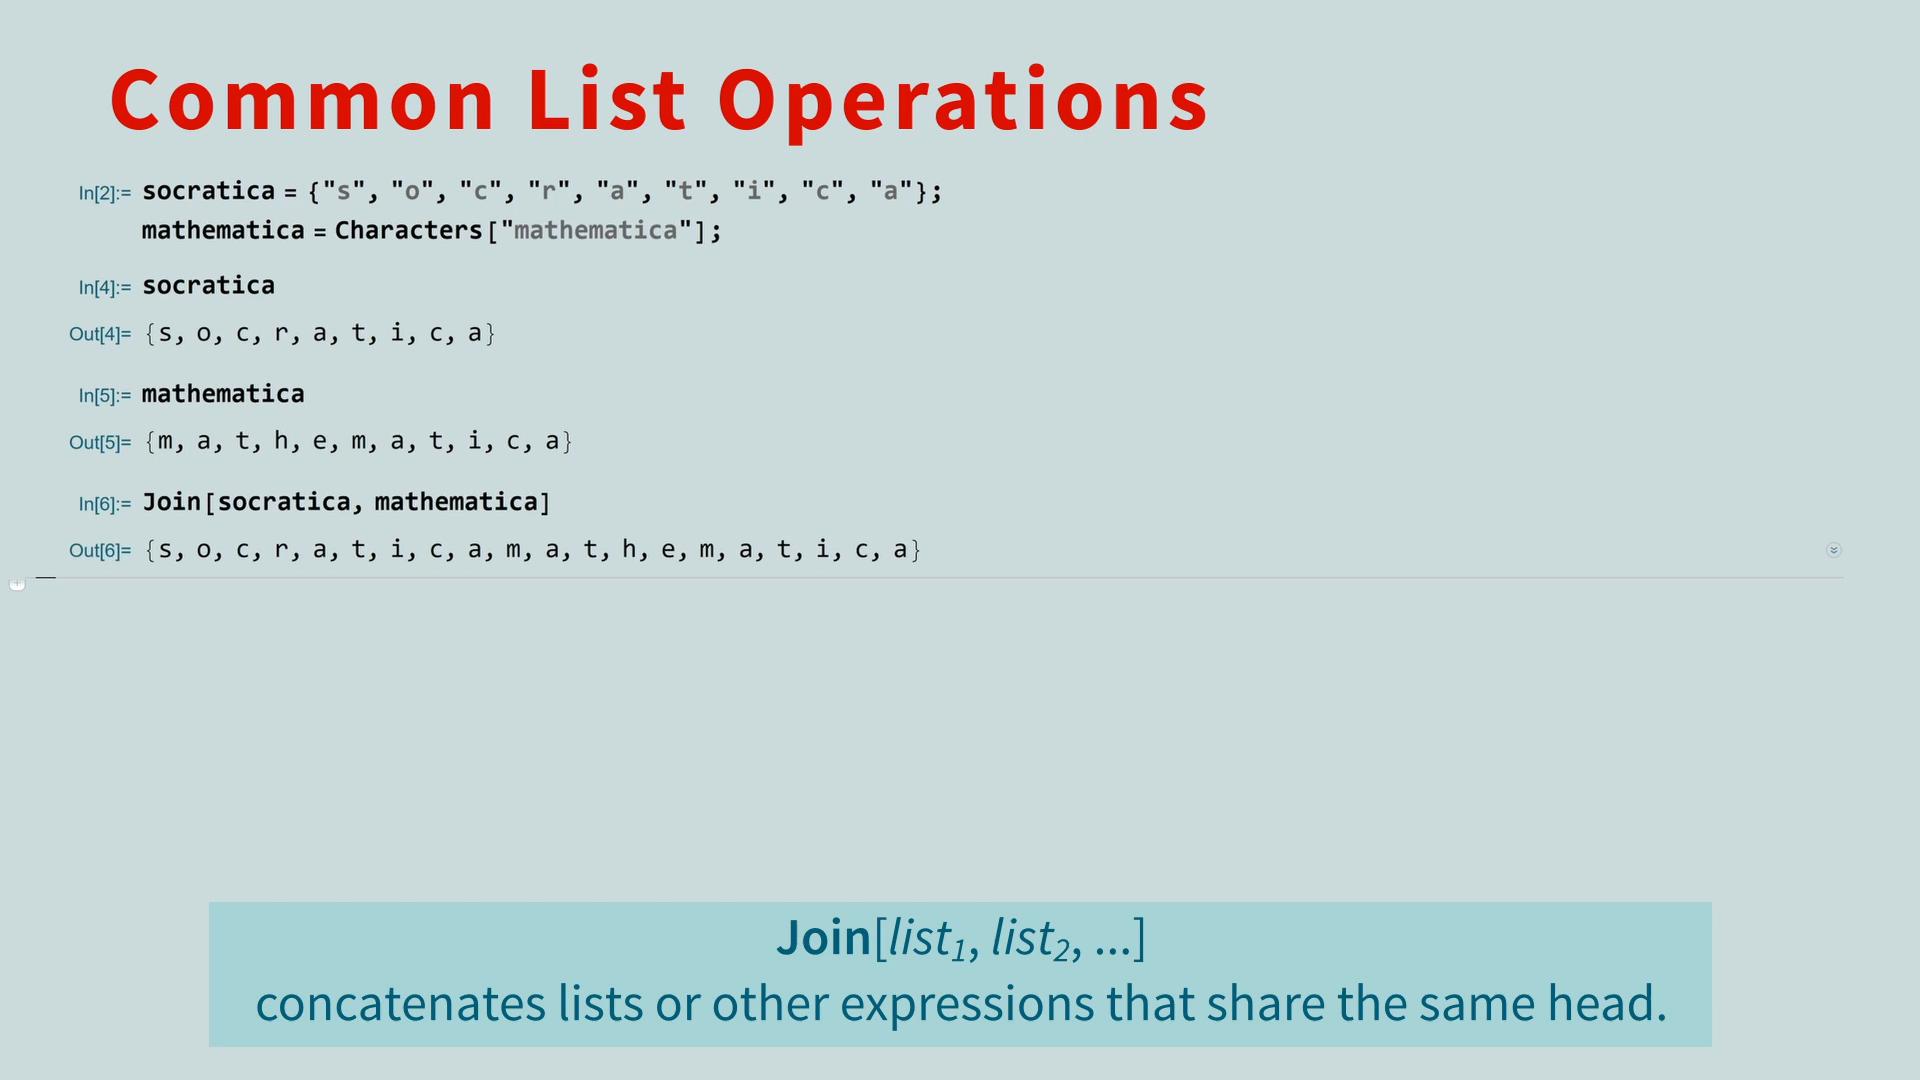 Common List Operations
In[2]:= socratica = {"s", "o", "c", "r", "a", "t", "i", "c", "a"};
mathematica = Characters["mathematica"];
In[4]:= socratica
Out[4]= {s, o, c, r, a, t, i, c, a}
In[5]:= mathematica
Out[5]= {m, a, t, h, e, m, a, t, i, c, a}
In[6]:= Join[socratica, mathematica]
Out[6]= {s, o, c, r, a, t, i, c, a, m, a, t, h, e, m, a, t, i, c, a}
Join[list1, list2, ...]
concatenates lists or other expressions that share the same head.